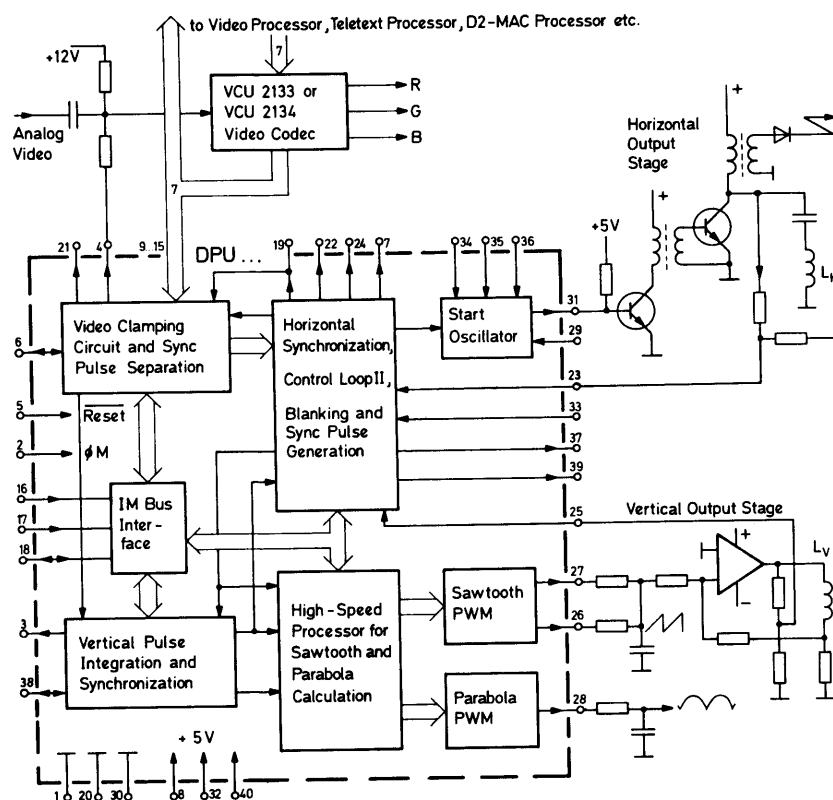 to Video Processor, Teletext Processor, D2-MAC Processor etc.
7
+12V
VCU 2133 or
VCU 2134
Video Codec
R
G
B
Analog
Video
Horizontal
Output
Stage
+
+
+5V
7
21
4
9...15
DPU ...
19
22
24
7
34
35
36
31
29
Video Clamping
Circuit and Sync
Pulse Separation
Horizontal
Synchronization,
Control Loop II,
Blanking and
Sync Pulse
Generation
Start
Oscillator
6
5
Reset
2
ϕM
23
33
37
39
16
17
18
IM Bus
Inter-
face
25
Vertical Output Stage
+
-
LV
27
26
28
3
38
Vertical Pulse
Integration and
Synchronization
High-Speed
Processor for
Sawtooth and
Parabola
Calculation
Sawtooth
PWM
Parabola
PWM
+ 5V
1
20
30
8
32
40